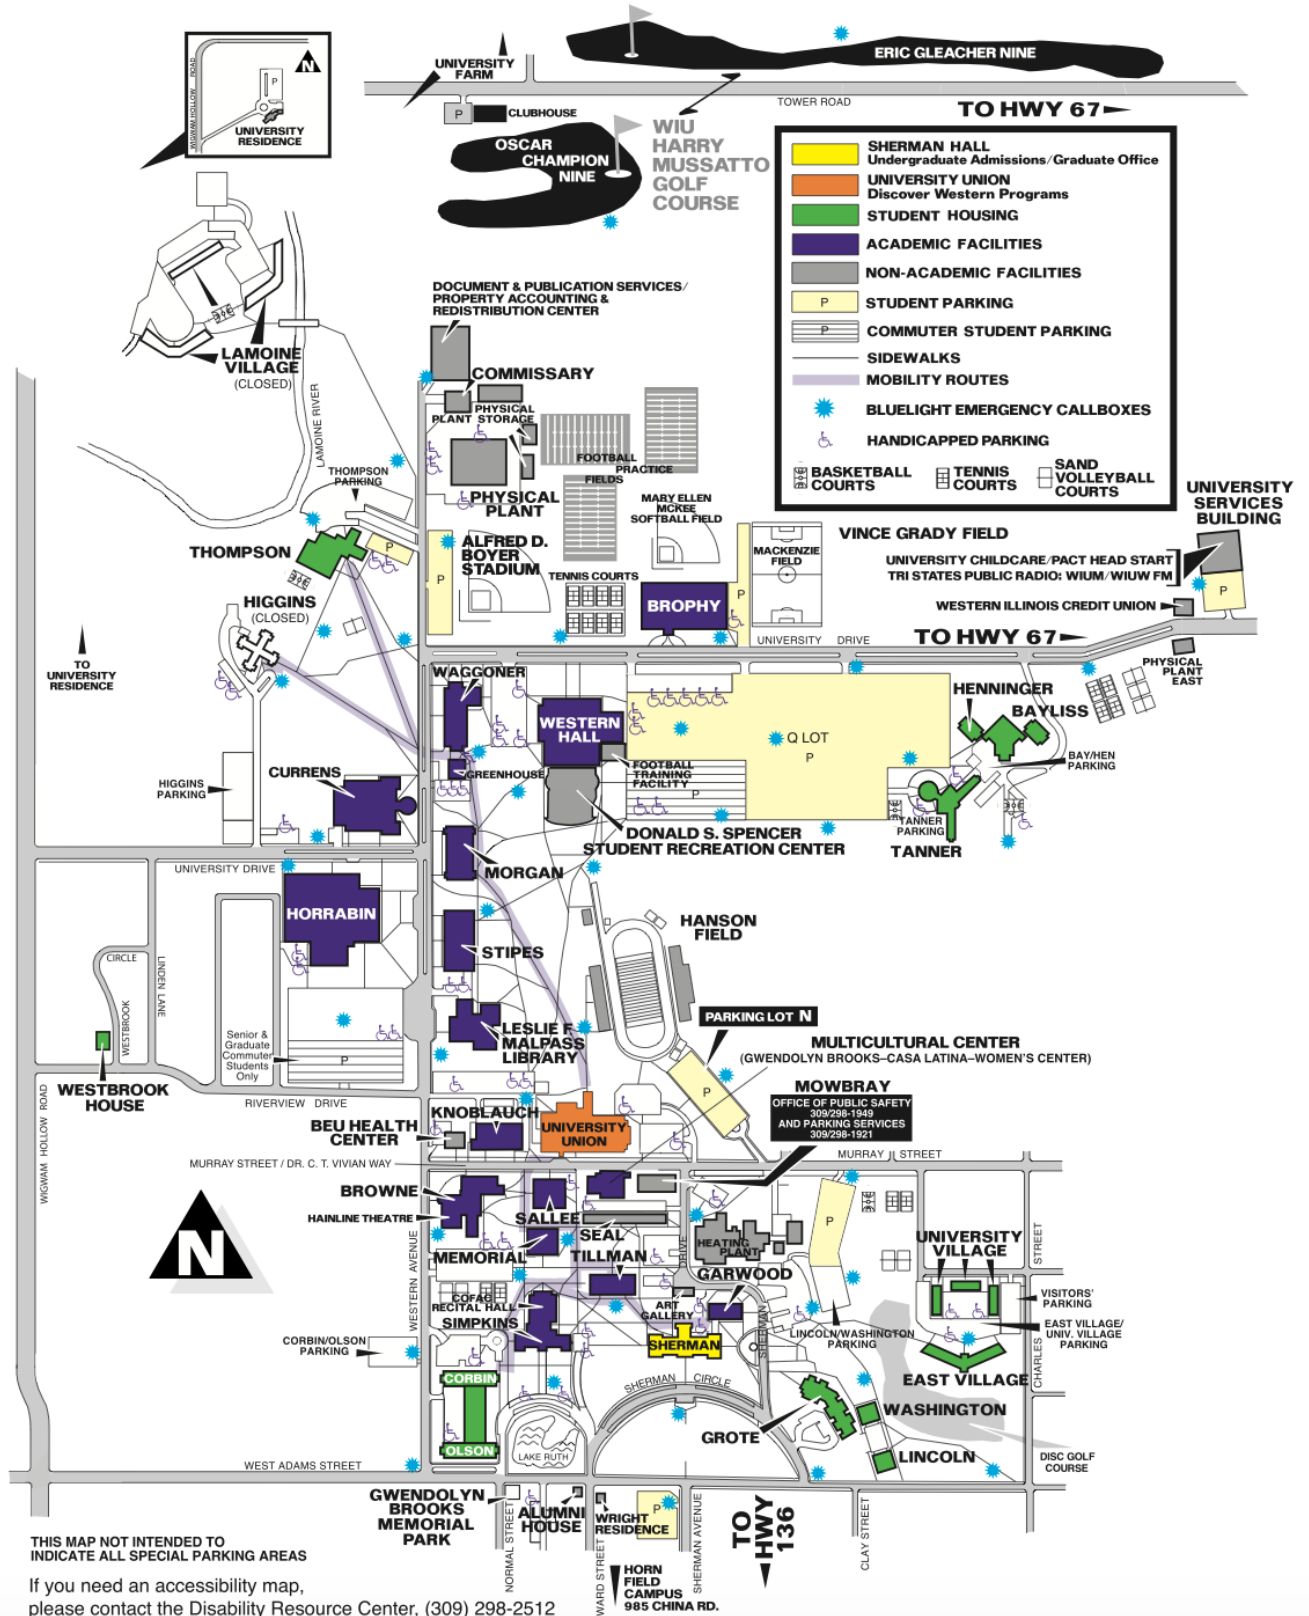 ERIC GLEACHER NINE
UNIVERSITY
FARM
TOWER ROAD
TO HWY 67
P
CLUBHOUSE
WIGWAM HOLLOW ROAD
N
P
UNIVERSITY
RESIDENCE
OSCAR
CHAMPION
NINE
WIU
HARRY
MUSSATTO
GOLF
COURSE
SHERMAN HALL
Undergraduate Admissions/Graduate Office
UNIVERSITY UNION
Discover Western Programs
STUDENT HOUSING
ACADEMIC FACILITIES
NON-ACADEMIC FACILITIES
P
STUDENT PARKING
P
COMMUTER STUDENT PARKING
SIDEWALKS
MOBILITY ROUTES
BLUELIGHT EMERGENCY CALLBOXES
HANDICAPPED PARKING
BASKETBALL
COURTS
TENNIS
COURTS
SAND
VOLLEYBALL
COURTS
DOCUMENT & PUBLICATION SERVICES/
PROPERTY ACCOUNTING &
REDISTRIBUTION CENTER
LAMOINE
VILLAGE
(CLOSED)
LAMOINE RIVER
COMMISSARY
PHYSICAL
PLANT STORAGE
FOOTBALL
PRACTICE
FIELDS
THOMPSON
PARKING
PHYSICAL
PLANT
MARY ELLEN
MCKEE
SOFTBALL FIELD
UNIVERSITY
SERVICES
BUILDING
VINCE GRADY FIELD
MACKENZIE
FIELD
UNIVERSITY CHILDCARE/PACT HEAD START
TRI STATES PUBLIC RADIO: WIUM/WIUW FM
P
THOMPSON
P
ALFRED D.
BOYER
STADIUM
P
TENNIS COURTS
BROPHY
P
WESTERN ILLINOIS CREDIT UNION
HIGGINS
(CLOSED)
TO
UNIVERSITY
RESIDENCE
UNIVERSITY DRIVE
TO HWY 67
PHYSICAL
PLANT
EAST
WAGGONER
WESTERN
HALL
HENNINGER
BAYLISS
Q LOT
P
BAY/HEN
PARKING
CURRENS
GREENHOUSE
FOOTBALL
TRAINING
FACILITY
P
HIGGINS
PARKING
TANNER
PARKING
TANNER
DONALD S. SPENCER
STUDENT RECREATION CENTER
UNIVERSITY DRIVE
MORGAN
HORRABIN
HANSON
FIELD
STIPES
CIRCLE
LINDEN LANE
WESTBROOK
Senior &
Graduate
Commuter
Students
Only
P
LESLIE F.
MALPASS
LIBRARY
PARKING LOT N
P
MULTICULTURAL CENTER
(GWENDOLYN BROOKS–CASA LATINA–WOMEN'S CENTER)
MOWBRAY
OFFICE OF PUBLIC SAFETY
309/298-1949
AND PARKING SERVICES
309/298-1921
WESTBROOK
HOUSE
RIVERVIEW DRIVE
WIGWAM HOLLOW ROAD
KNOBLAUCH
BEU HEALTH
CENTER
UNIVERSITY
UNION
MURRAY STREET / DR. C. T. VIVIAN WAY
MURRAY STREET
BROWNE
HAINLINE THEATRE
SALLEE
SEAL
P
HEATING
PLANT
DRIVE
MEMORIAL
TILLMAN
GARWOOD
UNIVERSITY
VILLAGE
STREET
N
WESTERN AVENUE
COFAC
RECITAL HALL
SIMPKINS
ART
GALLERY
SHERMAN
SHERMAN
VISITORS'
PARKING
EAST VILLAGE/
UNIV. VILLAGE
PARKING
LINCOLN/WASHINGTON
PARKING
CORBIN/OLSON
PARKING
CORBIN
OLSON
SHERMAN CIRCLE
EAST VILLAGE
CHARLES
WASHINGTON
GROTE
LINCOLN
DISC GOLF
COURSE
LAKE RUTH
WEST ADAMS STREET
GWENDOLYN
BROOKS
MEMORIAL
PARK
NORMAL STREET
ALUMNI
HOUSE
WRIGHT
RESIDENCE
P
WARD STREET
SHERMAN AVENUE
TO
HWY
136
CLAY STREET
HORN
FIELD
CAMPUS
985 CHINA RD.
THIS MAP NOT INTENDED TO
INDICATE ALL SPECIAL PARKING AREAS
If you need an accessibility map,
please contact the Disability Resource Center, (309) 298-2512